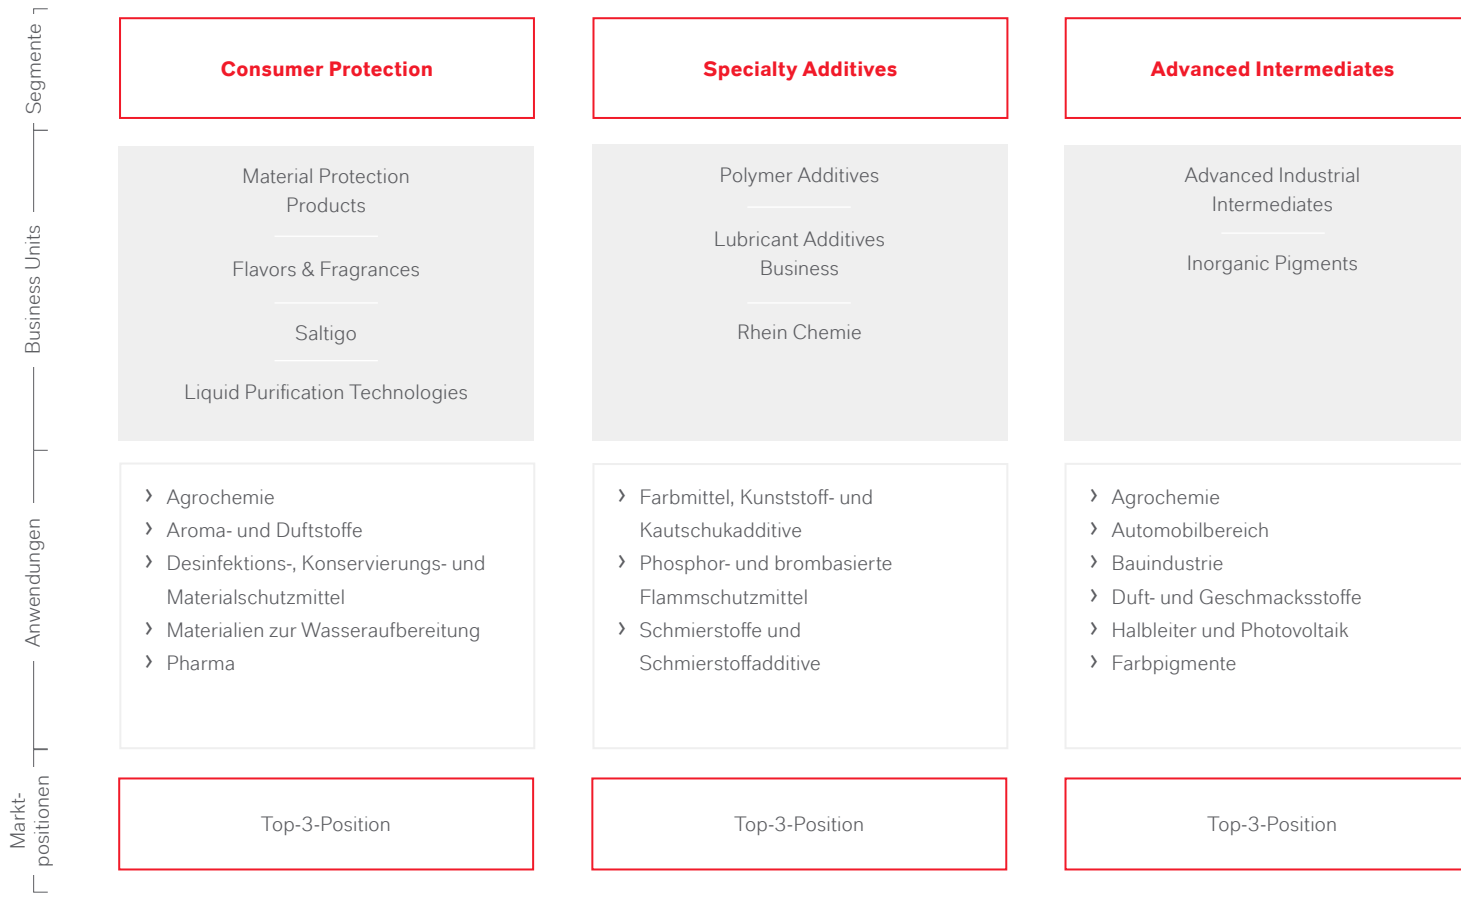 Segmente
Consumer Protection
Specialty Additives
Advanced Intermediates
Business Units
Material Protection
Products
Flavors & Fragrances
Saltigo
Liquid Purification Technologies
Polymer Additives
Lubricant Additives
Business
Rhein Chemie
Advanced Industrial
Intermediates
Inorganic Pigments
Anwendungen
› Agrochemie
› Aroma- und Duftstoffe
› Desinfektions-, Konservierungs- und
Materialschutzmittel
› Materialien zur Wasseraufbereitung
› Pharma
› Farbmittel, Kunststoff- und
Kautschukadditive
› Phosphor- und brombasierte
Flammschutzmittel
› Schmierstoffe und
Schmierstoffadditive
› Agrochemie
› Automobilbereich
› Bauindustrie
› Duft- und Geschmacksstoffe
› Halbleiter und Photovoltaik
› Farbpigmente
Markt-
positionen
Top-3-Position
Top-3-Position
Top-3-Position